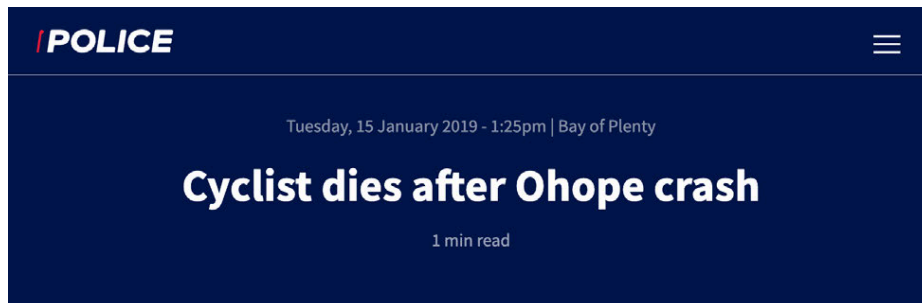 POLICE
Tuesday, 15 January 2019 - 1:25pm | Bay of Plenty
Cyclist dies after Ohope crash
1 min read